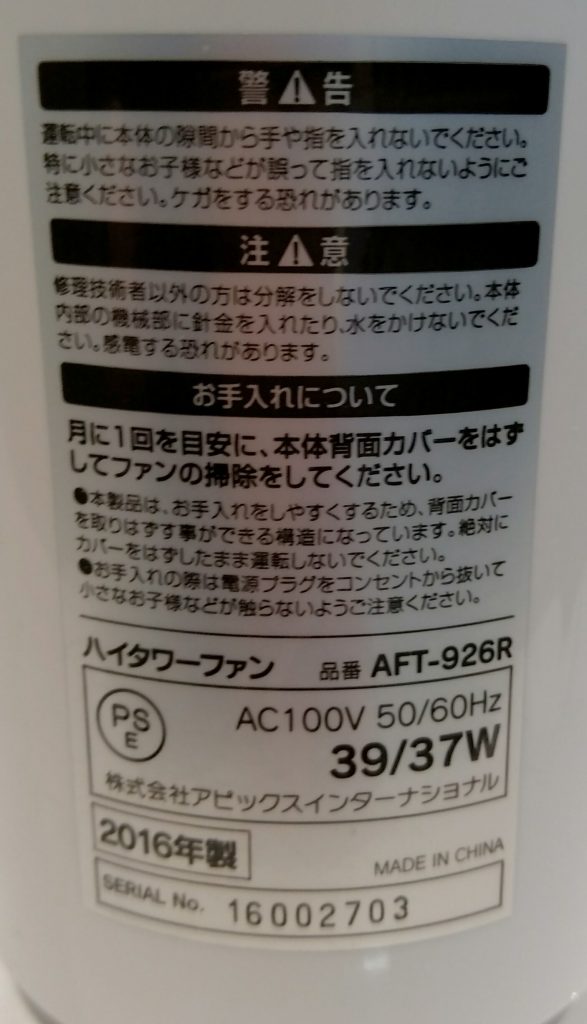 警⚠告
運転中に本体の隙間から手や指を入れないでください。
特に小さなお子様などが誤って指を入れないようにご
注意ください。ケガをする恐れがあります。
注⚠意
修理技術者以外の方は分解をしないでください。本体
内部の機械部に針金を入れたり、水をかけないでくだ
さい。感電する恐れがあります。
お手入れについて
月に1回を目安に、本体背面カバーをはず
してファンの掃除をしてください。
●本製品は、お手入れをしやすくするため、背面カバー
を取りはずす事ができる構造になっています。絶対に
カバーをはずしたまま運転しないでください。
●お手入れの際は電源プラグをコンセントから抜いて
小さなお子様などが触らないようご注意ください。
ハイタワーファン 品番 AFT-926R
PS
E
AC100V 50/60Hz
39/37W
株式会社アピックスインターナショナル
2016年製
MADE IN CHINA
SERIAL No. 16002703